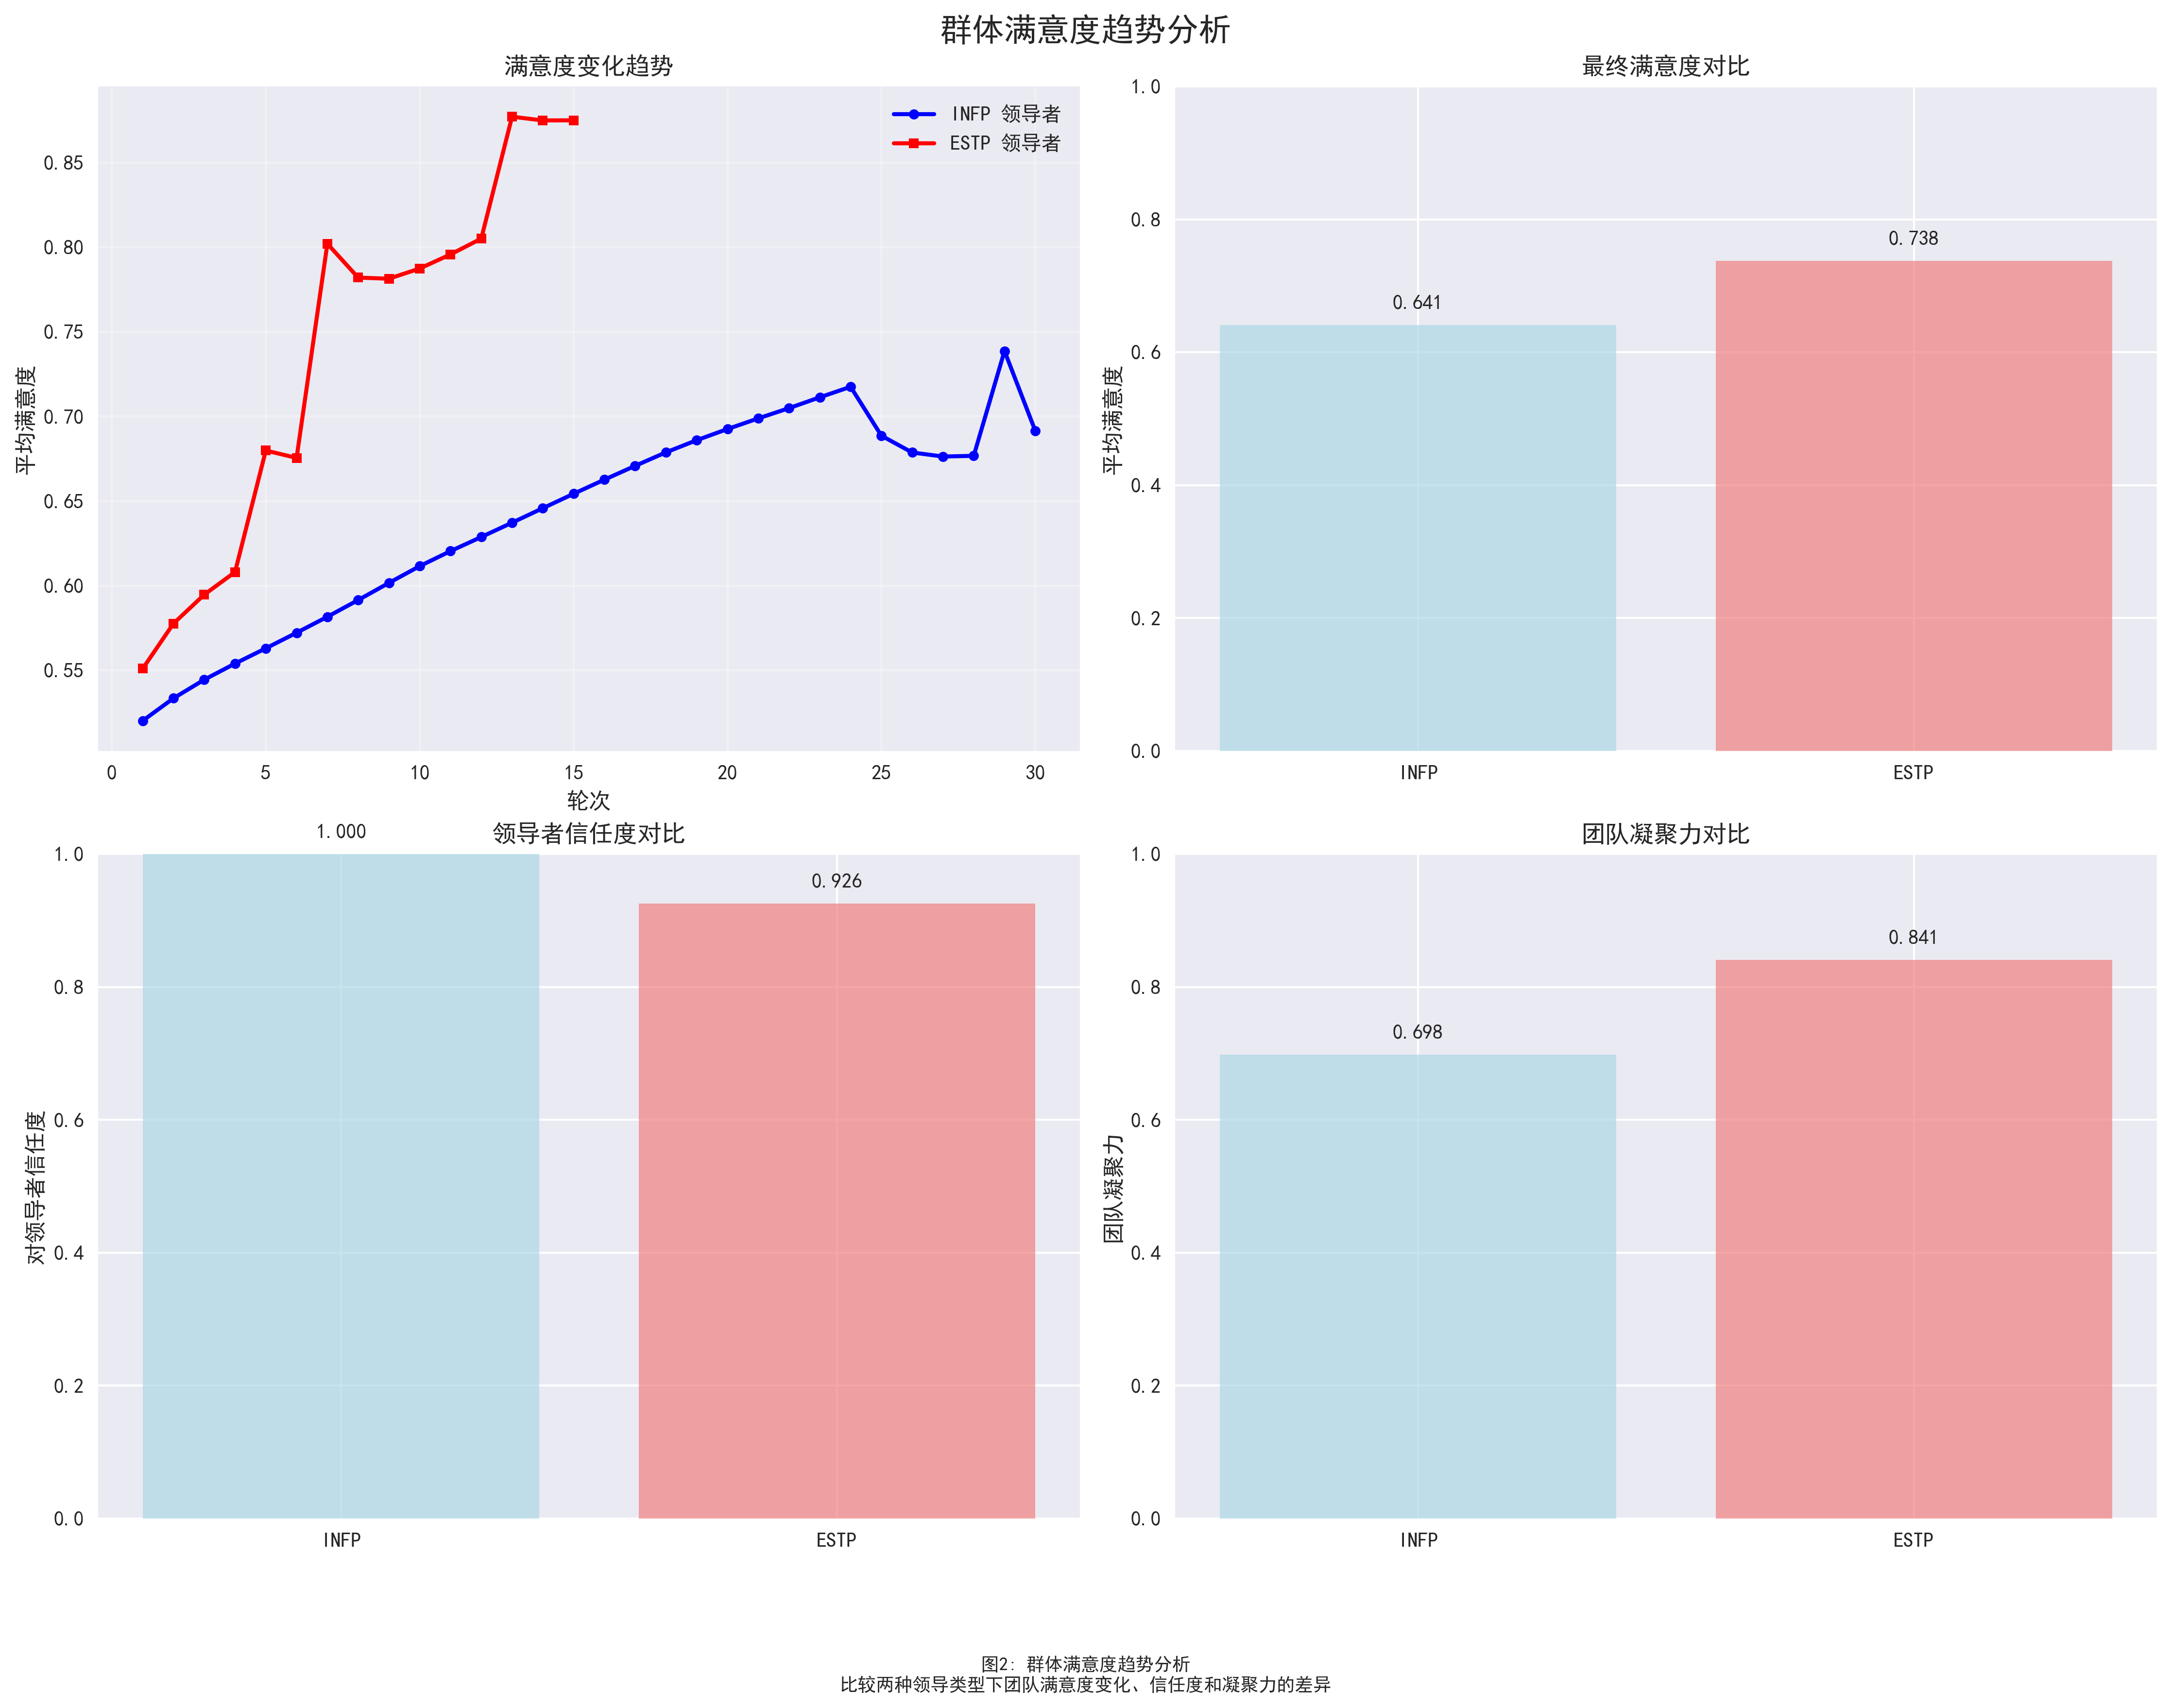 群体满意度趋势分析
满意度变化趋势
INFP 领导者
ESTP 领导者
平均满意度
0.85
0.80
0.75
0.70
0.65
0.60
0.55
0 5 10 15 20 25 30
轮次
最终满意度对比
平均满意度
1.0
0.8
0.6
0.4
0.2
0.0
0.641
0.738
INFP ESTP
领导者信任度对比
对领导者信任度
1.0
0.8
0.6
0.4
0.2
0.0
1.000
0.926
INFP ESTP
团队凝聚力对比
团队凝聚力
1.0
0.8
0.6
0.4
0.2
0.0
0.698
0.841
INFP ESTP
图2: 群体满意度趋势分析
比较两种领导类型下团队满意度变化、信任度和凝聚力的差异